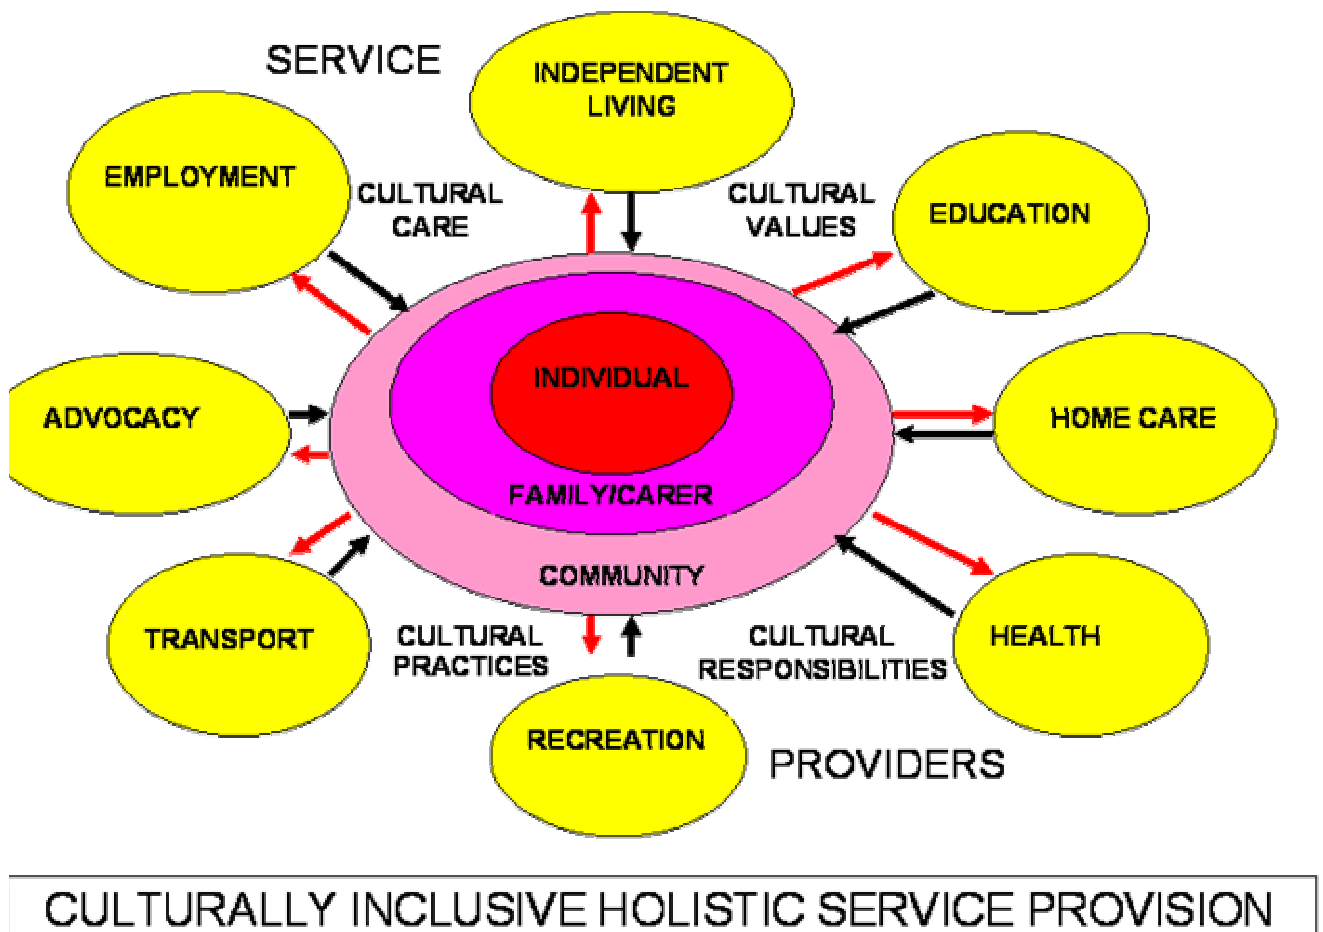 SERVICE
INDEPENDENT
LIVING
EMPLOYMENT
CULTURAL
CARE
CULTURAL
VALUES
EDUCATION
INDIVIDUAL
ADVOCACY
HOME CARE
FAMILY/CARER
COMMUNITY
TRANSPORT
CULTURAL
PRACTICES
CULTURAL
RESPONSIBILITIES
HEALTH
RECREATION
PROVIDERS
CULTURALLY INCLUSIVE HOLISTIC SERVICE PROVISION